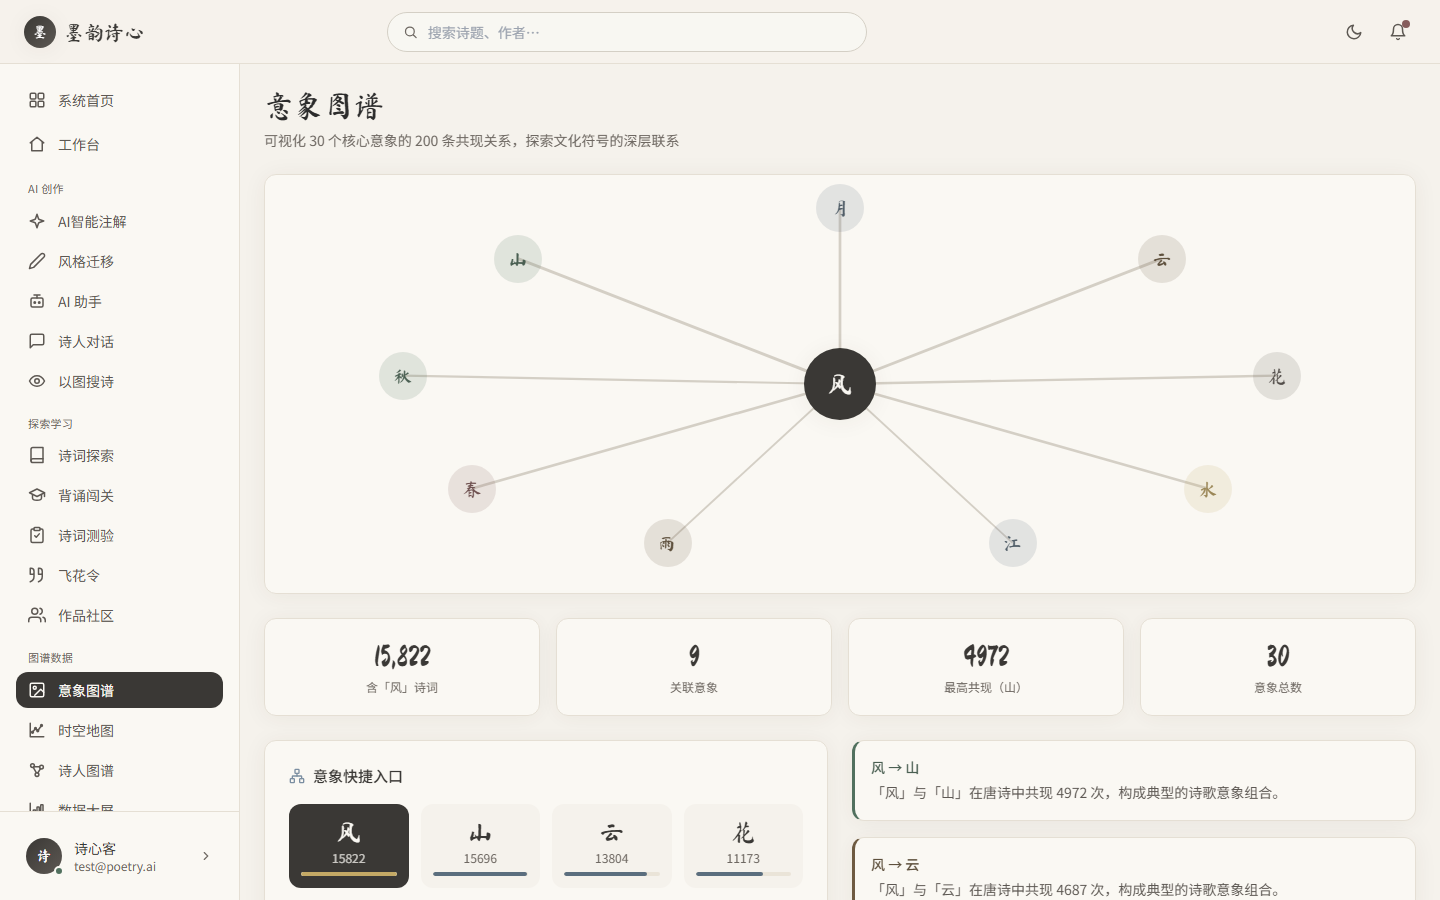 墨 墨韵诗心
搜索诗题、作者…
系统首页
工作台
AI 创作
AI智能注解
风格迁移
AI 助手
诗人对话
以图搜诗
探索学习
诗词探索
背诵闯关
诗词测验
飞花令
作品社区
图谱数据
意象图谱
时空地图
诗人图谱
数据大屏
诗 诗心客
test@poetry.ai
意象图谱
可视化 30 个核心意象的 200 条共现关系，探索文化符号的深层联系
月
山
云
秋
风
花
春
水
雨
江
15,822
含「风」诗词
9
关联意象
4972
最高共现（山）
30
意象总数
意象快捷入口
风
15822
山
15696
云
13804
花
11173
风 → 山
「风」与「山」在唐诗中共现 4972 次，构成典型的诗歌意象组合。
风 → 云
「风」与「云」在唐诗中共现 4687 次，构成典型的诗歌意象组合。